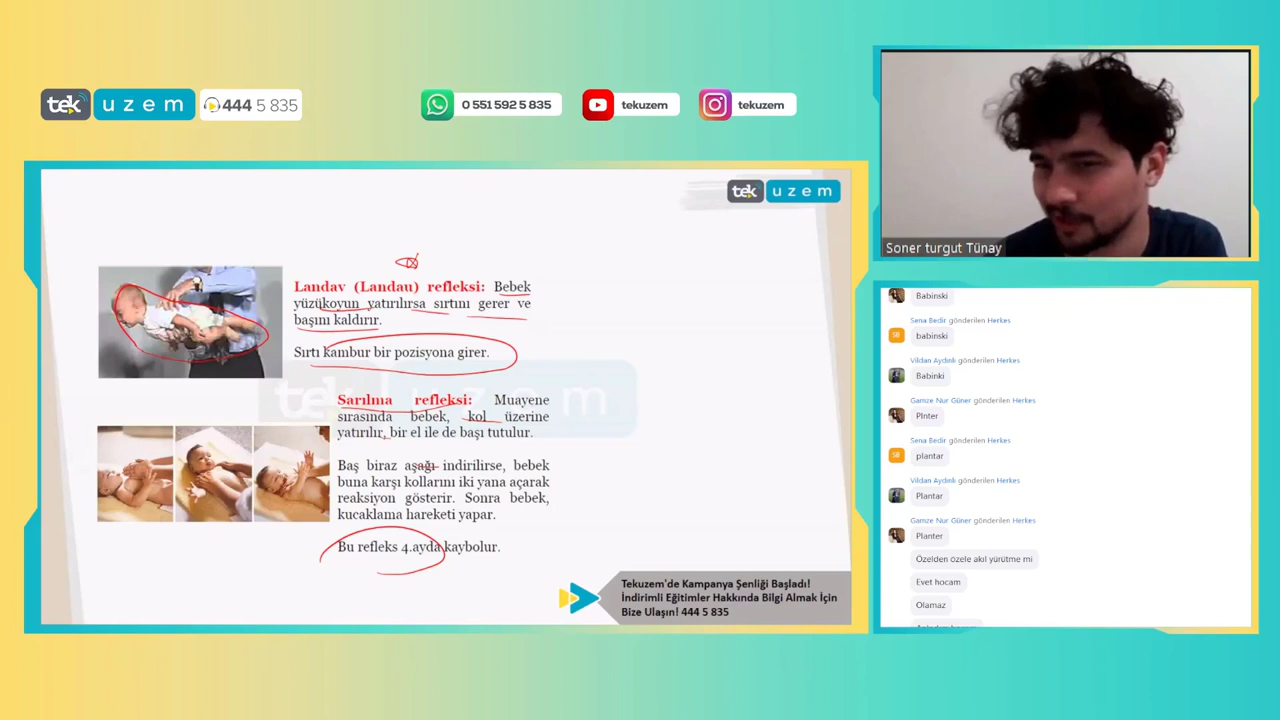 tek uzem 444 5 835
0 551 592 5 835
tekuzem
tekuzem
tek uzem
Landav (Landau) refleksi: Bebek
yüzükoyun yatırılırsa sırtını gerer ve
başını kaldırır.
Sırtı kambur bir pozisyona girer.
tek uzem
Sarılma refleksi: Muayene
sırasında bebek, kol üzerine
yatırılır, bir el ile de başı tutulur.
Baş biraz aşağı indirilirse, bebek
buna karşı kollarını iki yana açarak
reaksiyon gösterir. Sonra bebek,
kucaklama hareketi yapar.
Bu refleks 4.ayda kaybolur.
Tekuzem'de Kampanya Şenliği Başladı!
İndirimli Eğitimler Hakkında Bilgi Almak İçin
Bize Ulaşın! 444 5 835
Soner turgut Tünay
Babinski
Sena Bedir gönderilen Herkes
SB
babinski
Vildan Aydınlı gönderilen Herkes
Babinki
Gamze Nur Güner gönderilen Herkes
Plnter
Sena Bedir gönderilen Herkes
SB
plantar
Vildan Aydınlı gönderilen Herkes
Plantar
Gamze Nur Güner gönderilen Herkes
Planter
Özelden özele akıl yürütme mi
Evet hocam
Olamaz